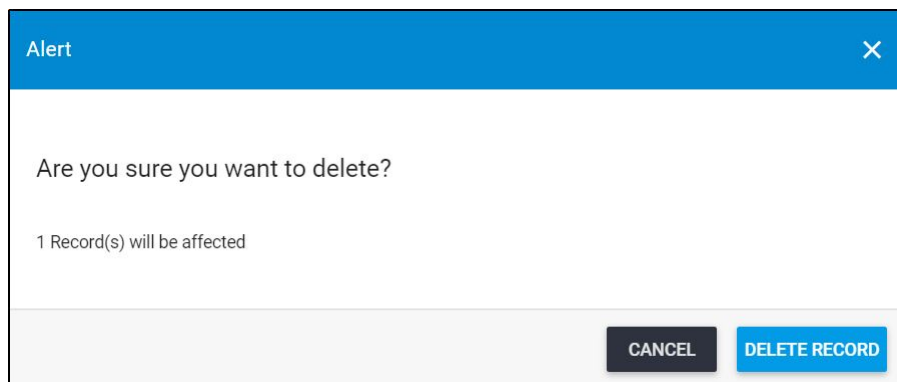 Alert
Are you sure you want to delete?
1 Record(s) will be affected
CANCEL DELETE RECORD